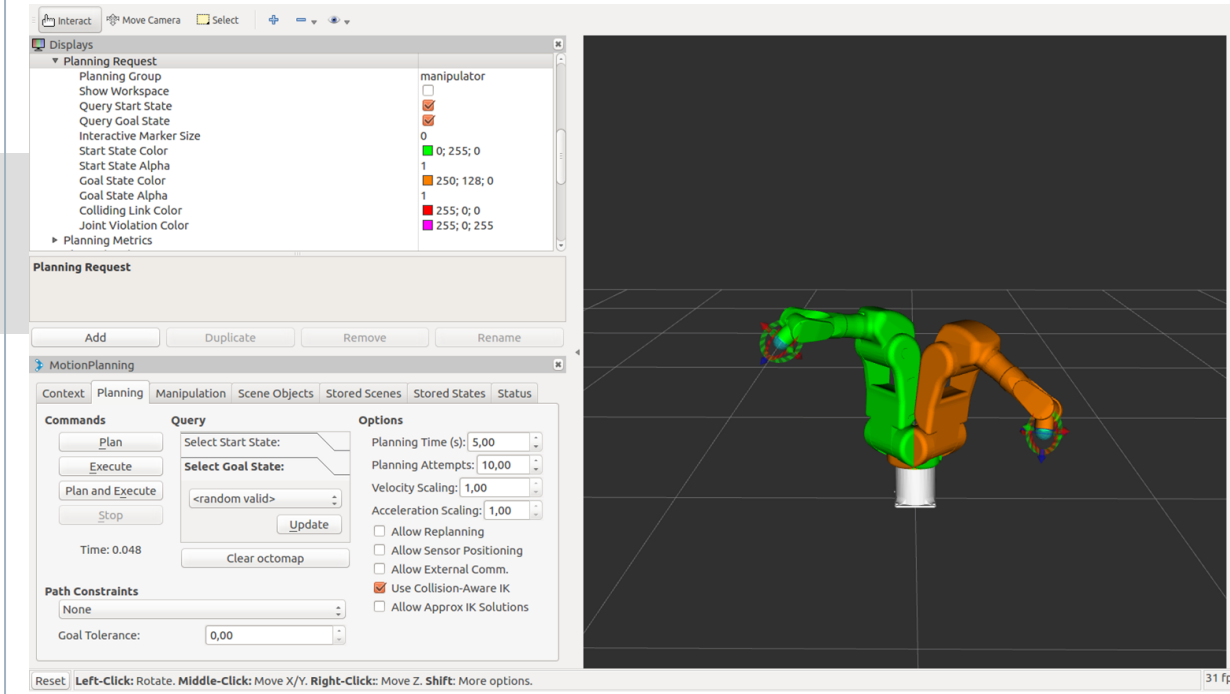 Interact Move Camera Select
Displays
Planning Request
Planning Group manipulator
Show Workspace
Query Start State
Query Goal State
Interactive Marker Size 0
Start State Color 0; 255; 0
Start State Alpha 1
Goal State Color 250; 128; 0
Goal State Alpha 1
Colliding Link Color 255; 0; 0
Joint Violation Color 255; 0; 255
Planning Metrics
Planning Request
Add Duplicate Remove Rename
MotionPlanning
Context Planning Manipulation Scene Objects Stored Scenes Stored States Status
Commands
Plan
Execute
Plan and Execute
Stop
Time: 0.048
Query
Select Start State:
Select Goal State:
<random valid>
Update
Clear octomap
Options
Planning Time (s): 5,00
Planning Attempts: 10,00
Velocity Scaling: 1,00
Acceleration Scaling: 1,00
Allow Replanning
Allow Sensor Positioning
Allow External Comm.
Use Collision-Aware IK
Allow Approx IK Solutions
Path Constraints
None
Goal Tolerance: 0,00
Reset Left-Click: Rotate. Middle-Click: Move X/Y. Right-Click:: Move Z. Shift: More options. 31